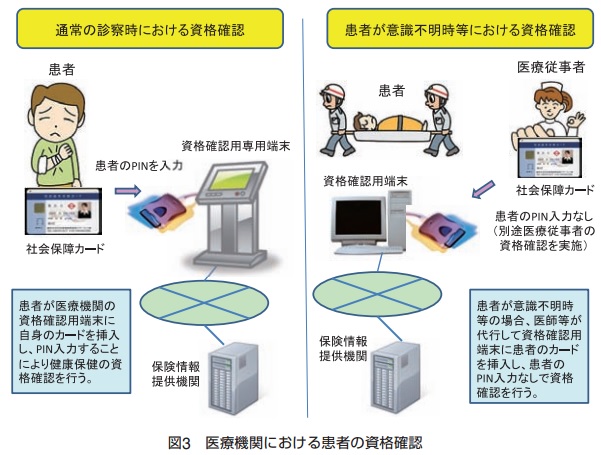 通常の診察時における資格確認
患者
資格確認用専用端末
患者のPINを入力
社会保障カード
患者が医療機関の
資格確認用端末に
自身のカードを挿入
し、PIN入力すること
により健康保健の資
格確認を行う。
保険情報
提供機関
患者が意識不明時等における資格確認
医療従事者
患者
資格確認用端末
社会保障カード
患者のPIN入力なし
(別途医療従事者の
資格確認を実施)
保険情報
提供機関
患者が意識不明時
等の場合、医師等が
代行して資格確認用
端末に患者のカード
を挿入し、患者の
PIN入力なしで資格
確認を行う。
図3 医療機関における患者の資格確認